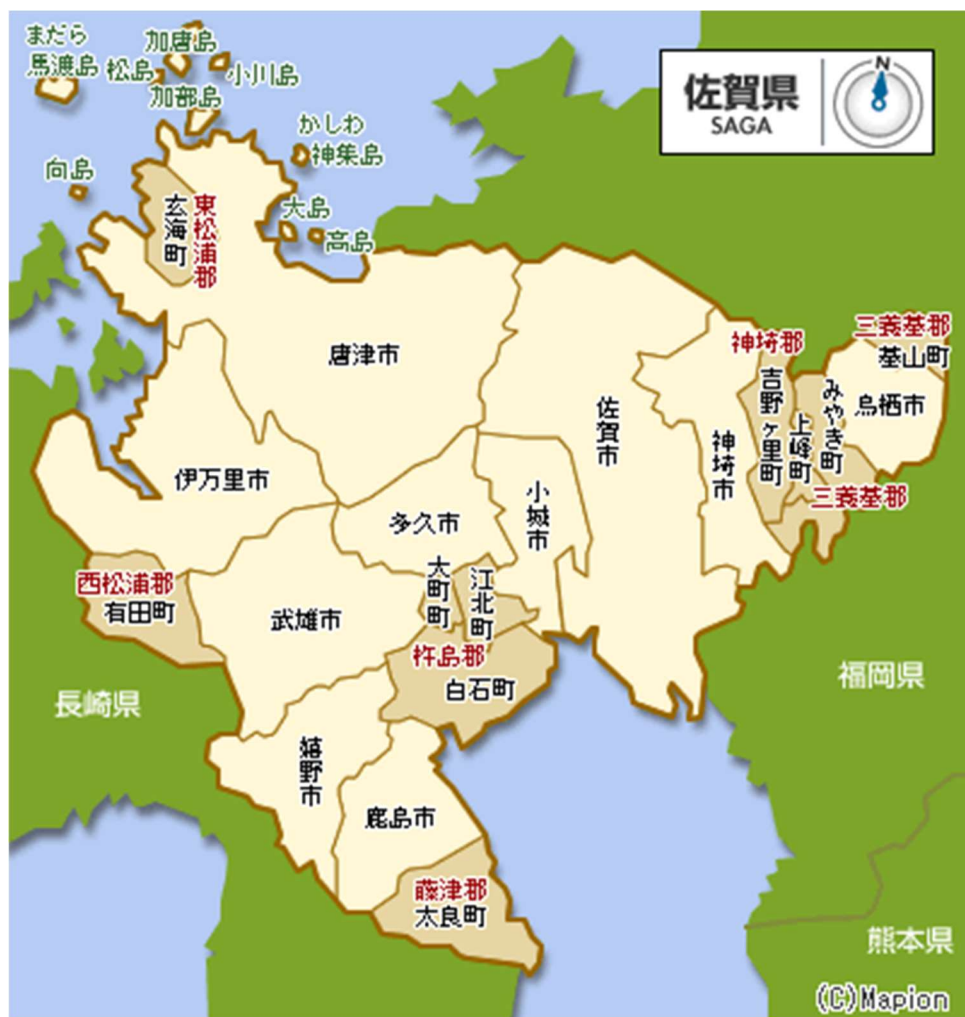 まだら
馬渡島
松島
加唐島
小川島
加部島
かしわ
神集島
向島
大島
高島
佐賀県
SAGA
N
東松浦郡
玄海町
唐津市
伊万里市
多久市
小城市
佐賀市
神埼市
神埼郡
吉野ヶ里町
上峰町
みやき町
三養基郡
基山町
鳥栖市
三養基郡
西松浦郡
有田町
武雄市
大町町
江北町
杵島郡
白石町
嬉野市
鹿島市
藤津郡
太良町
長崎県
福岡県
熊本県
(C)Mapion